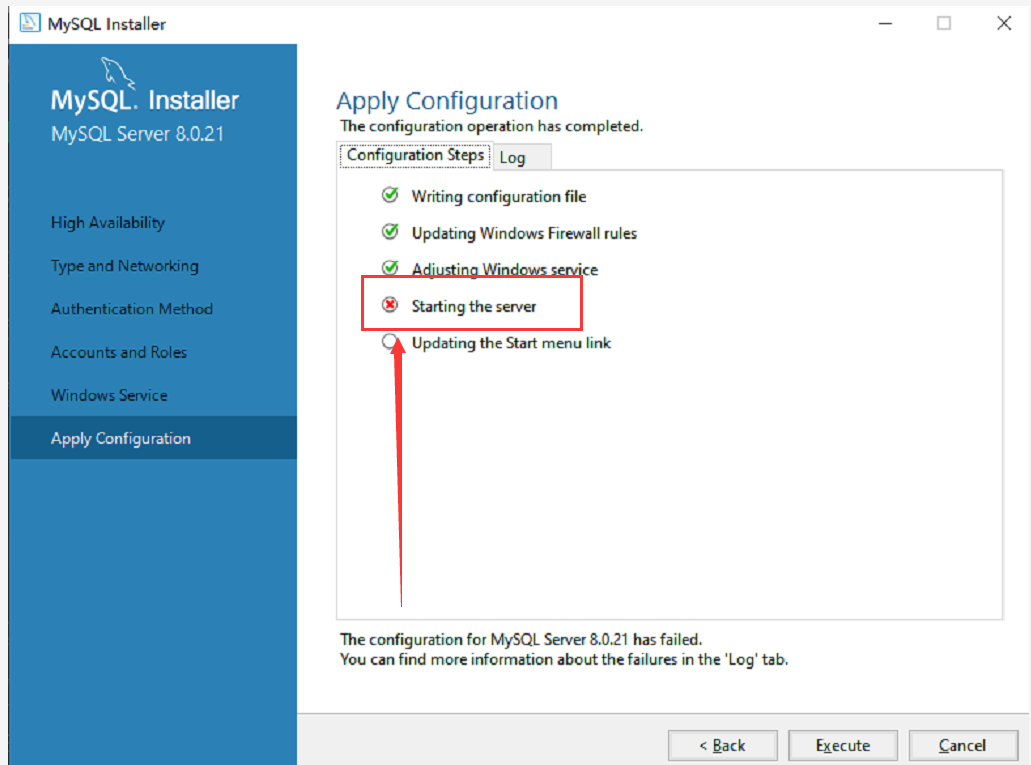 MySQL Installer
MySQL. Installer
MySQL Server 8.0.21
High Availability
Type and Networking
Authentication Method
Accounts and Roles
Windows Service
Apply Configuration
Apply Configuration
The configuration operation has completed.
Configuration Steps Log
Writing configuration file
Updating Windows Firewall rules
Adjusting Windows service
Starting the server
Updating the Start menu link
The configuration for MySQL Server 8.0.21 has failed.
You can find more information about the failures in the 'Log' tab.
< Back Execute Cancel